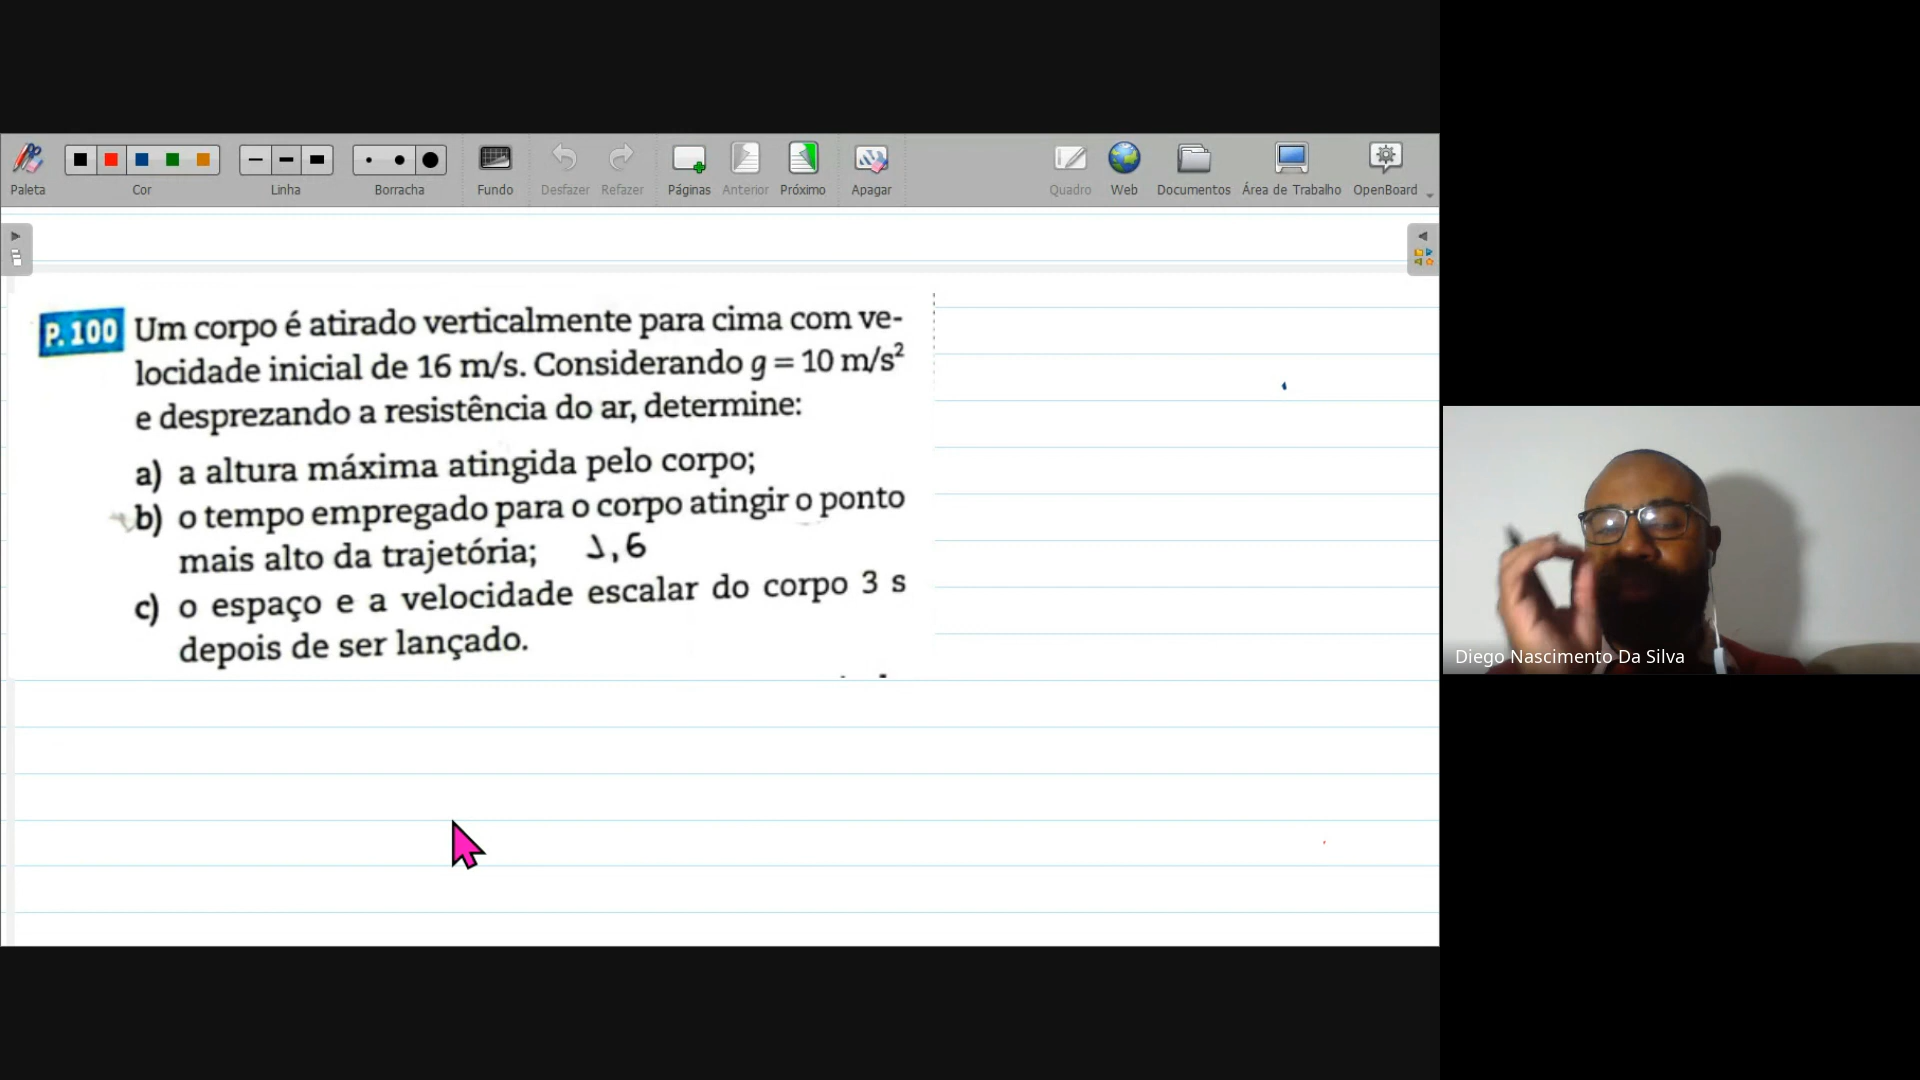 Paleta
Cor
Linha
Borracha
Fundo
Desfazer
Refazer
Páginas
Anterior
Próximo
Apagar
Quadro
Web
Documentos
Área de Trabalho
OpenBoard
P. 100 Um corpo é atirado verticalmente para cima com ve-
locidade inicial de 16 m/s. Considerando g = 10 m/s²
e desprezando a resistência do ar, determine:
a) a altura máxima atingida pelo corpo;
b) o tempo empregado para o corpo atingir o ponto
mais alto da trajetória; 1,6
c) o espaço e a velocidade escalar do corpo 3 s
depois de ser lançado.
Diego Nascimento Da Silva